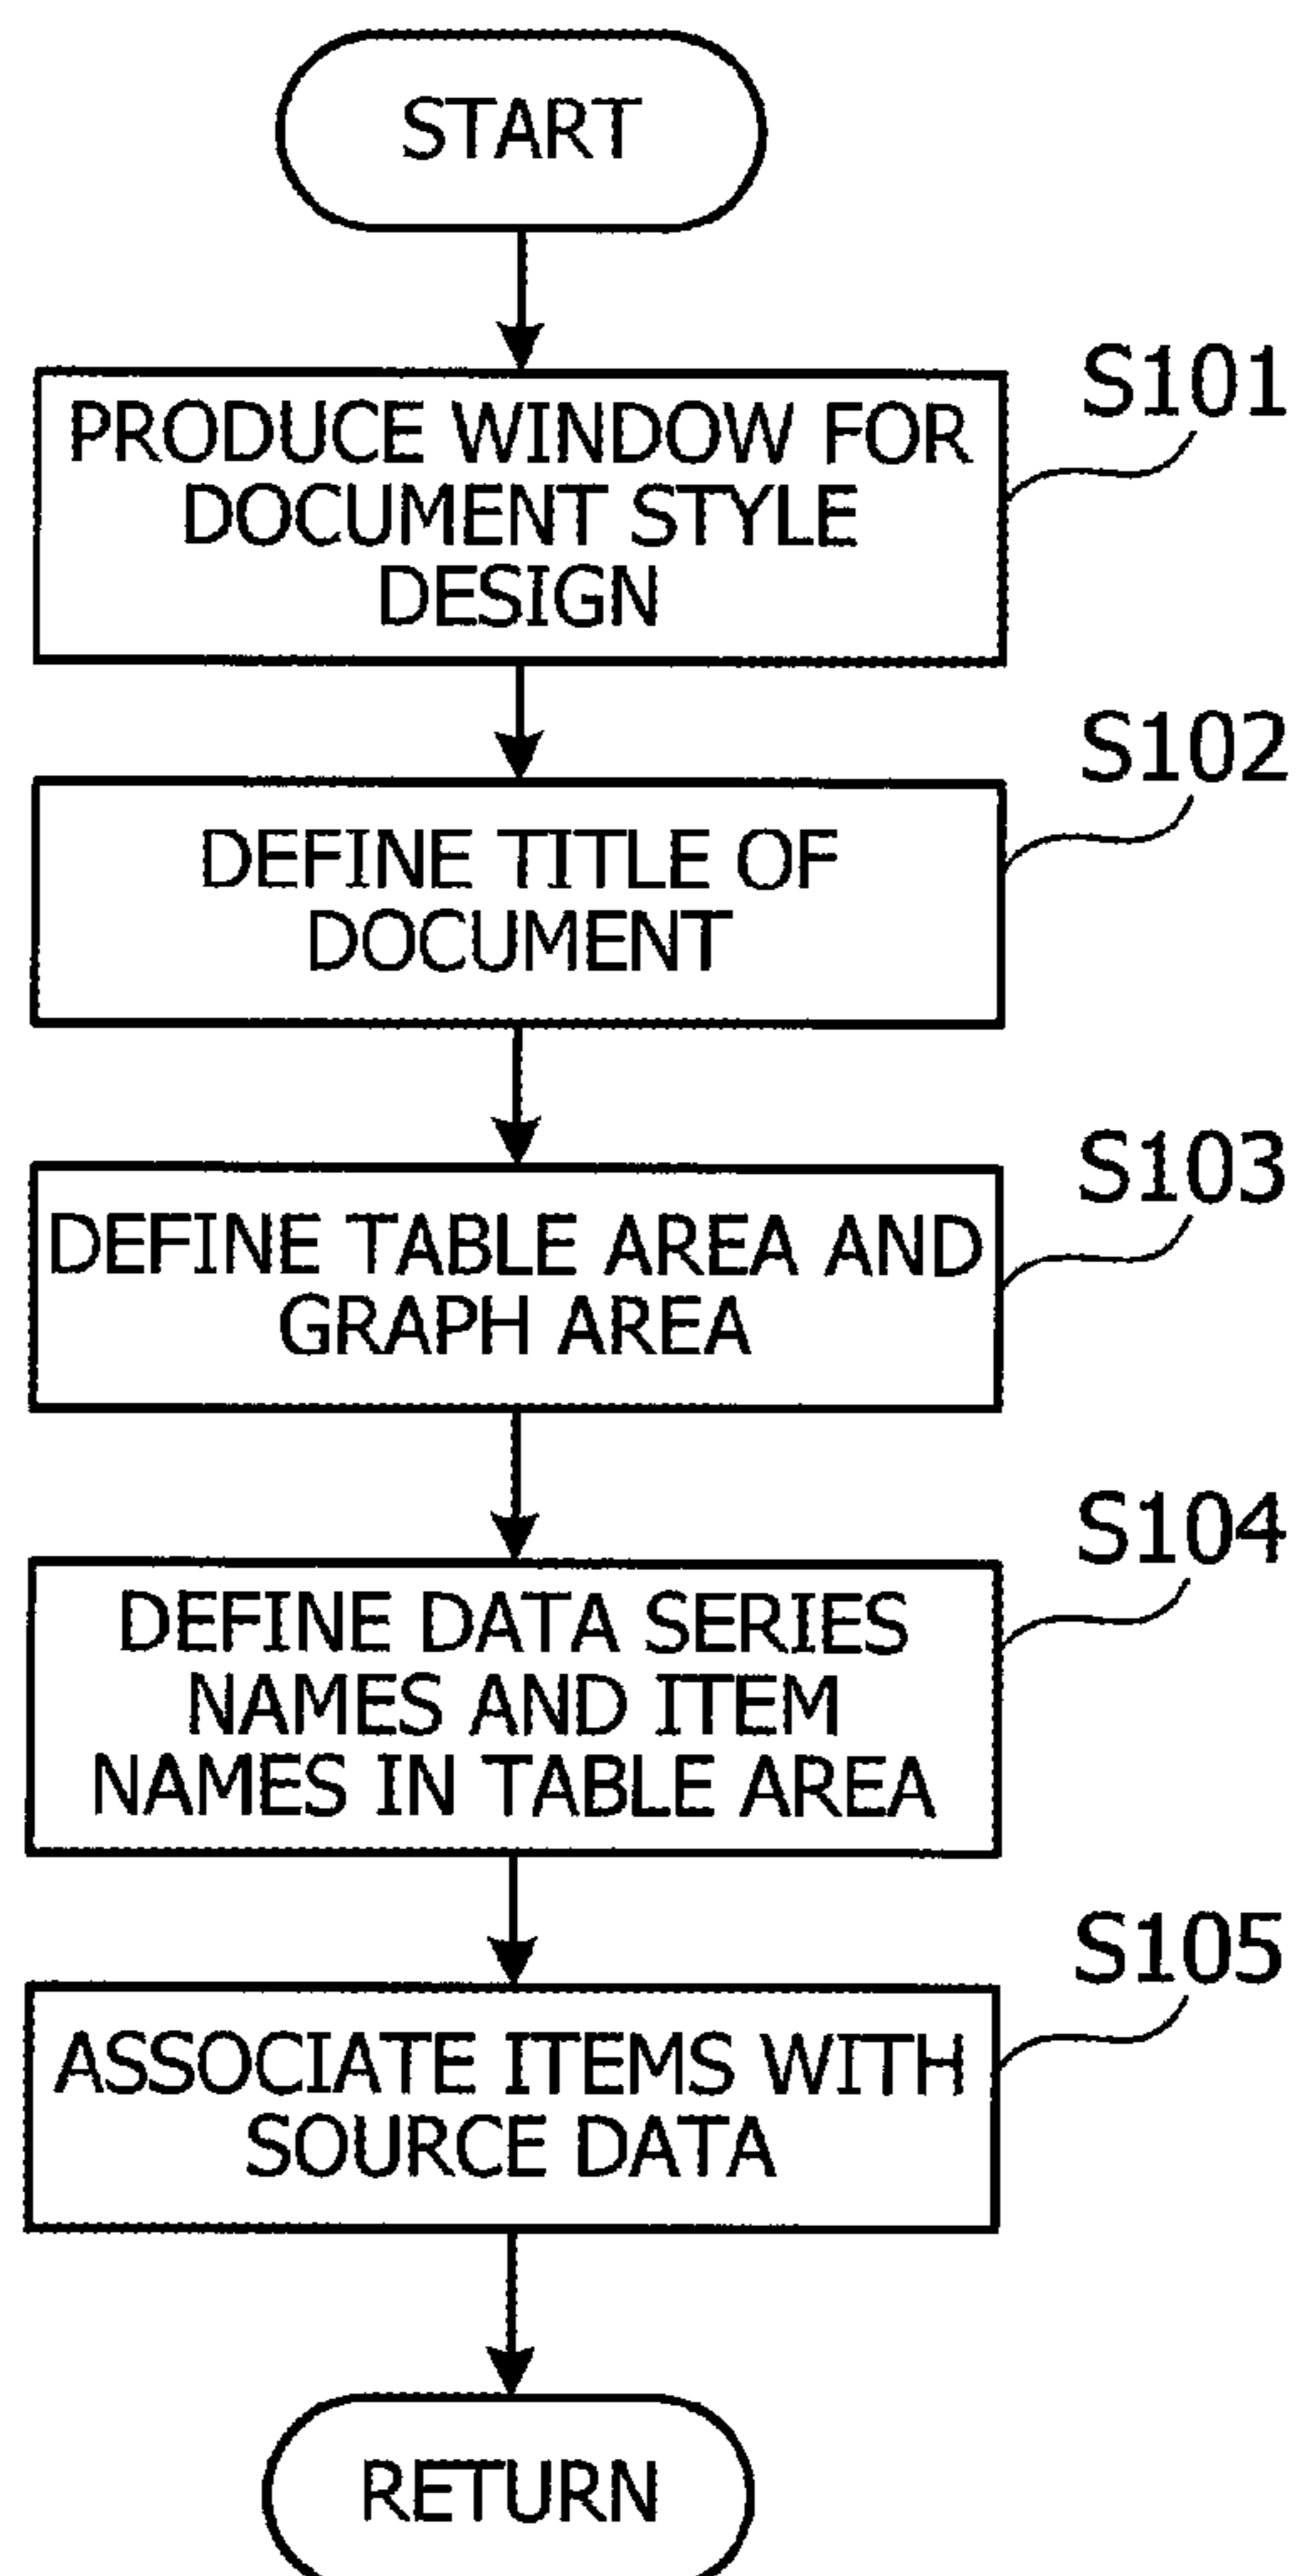 START
S101
PRODUCE WINDOW FOR
DOCUMENT STYLE
DESIGN
S102
DEFINE TITLE OF
DOCUMENT
S103
DEFINE TABLE AREA AND
GRAPH AREA
S104
DEFINE DATA SERIES
NAMES AND ITEM
NAMES IN TABLE AREA
S105
ASSOCIATE ITEMS WITH
SOURCE DATA
RETURN